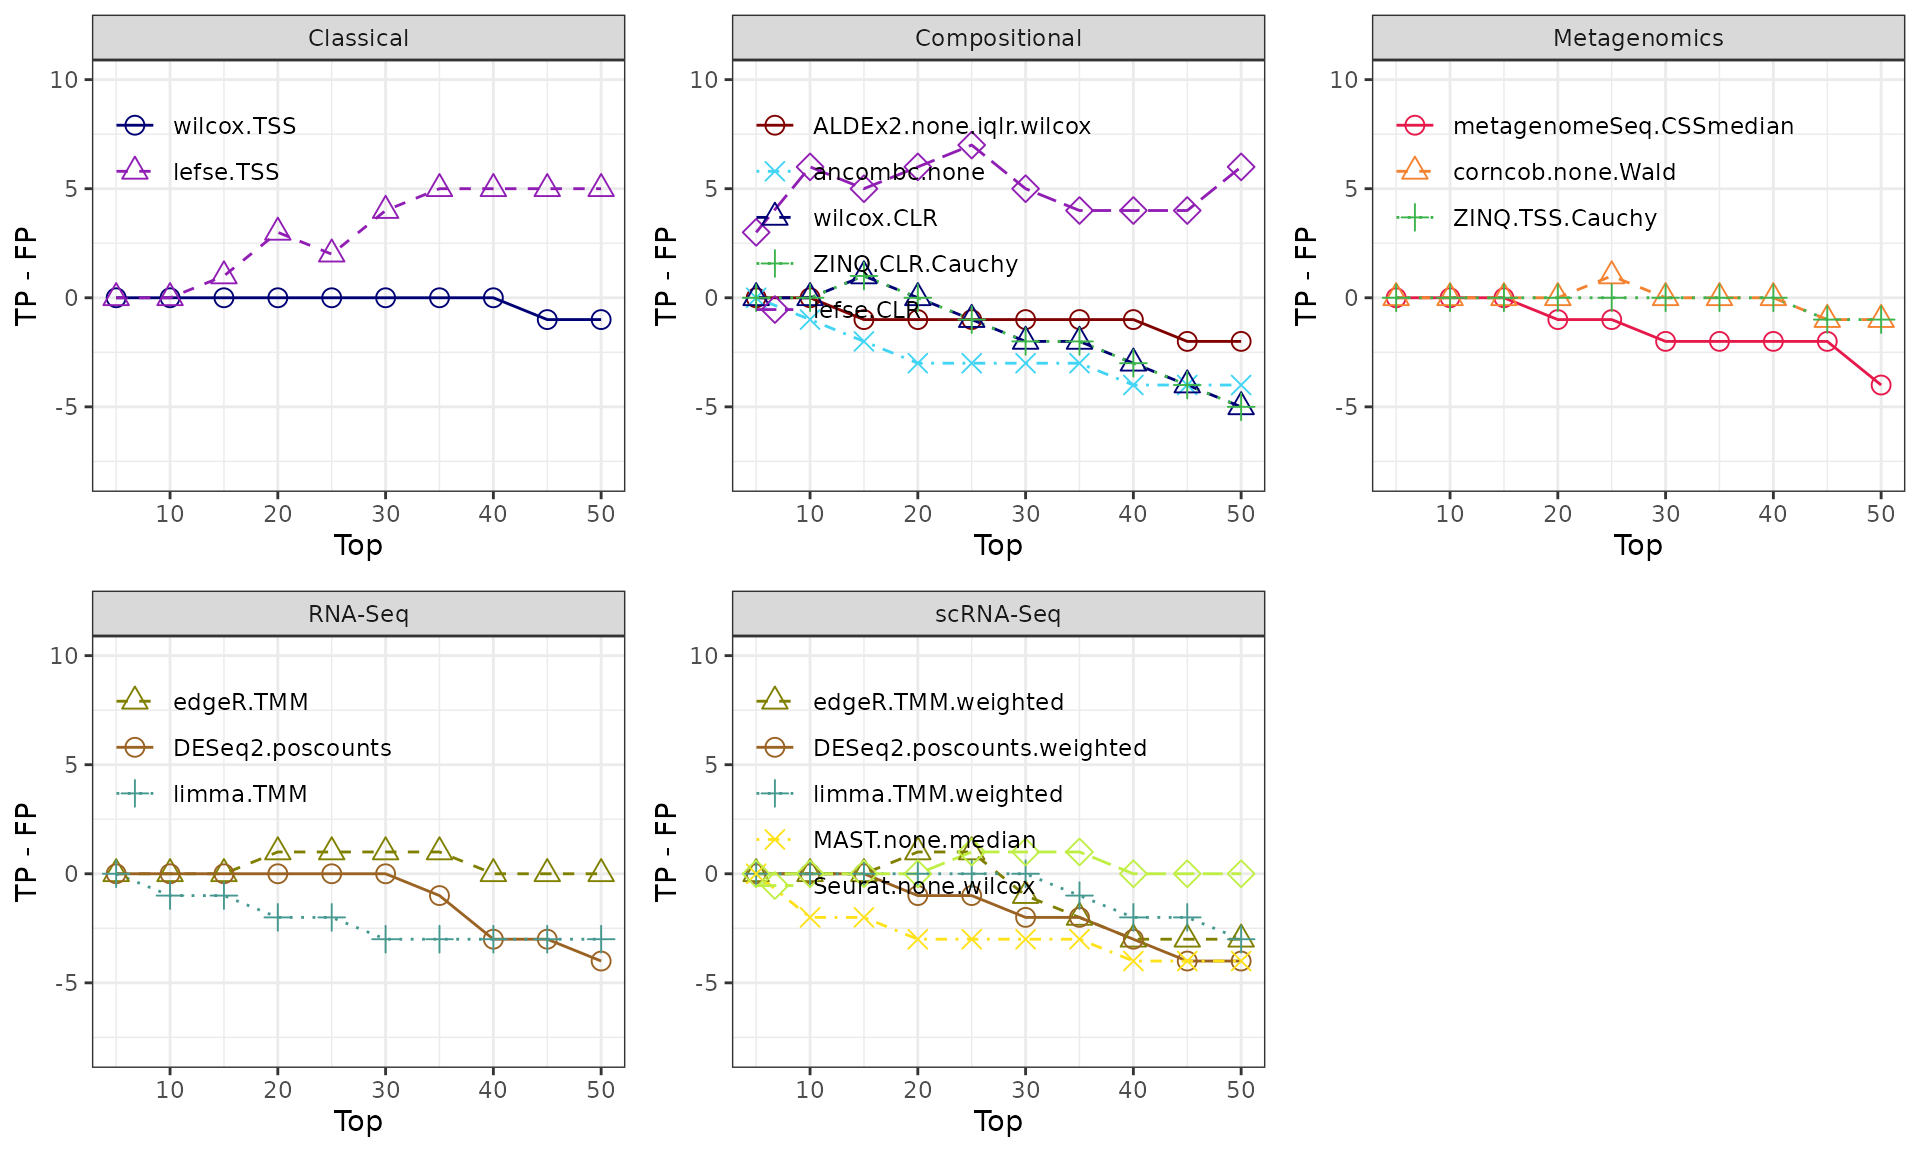 Classical
10
5
0
-5
TP - FP
wilcox.TSS
lefse.TSS
10 20 30 40 50
Top
Compositional
10
5
0
-5
TP - FP
ALDEx2.none.iqlr.wilcox
ancombc.none
wilcox.CLR
ZINQ.CLR.Cauchy
lefse.CLR
10 20 30 40 50
Top
Metagenomics
10
5
0
-5
TP - FP
metagenomeSeq.CSSmedian
corncob.none.Wald
ZINQ.TSS.Cauchy
10 20 30 40 50
Top
RNA-Seq
10
5
0
-5
TP - FP
edgeR.TMM
DESeq2.poscounts
limma.TMM
10 20 30 40 50
Top
scRNA-Seq
10
5
0
-5
TP - FP
edgeR.TMM.weighted
DESeq2.poscounts.weighted
limma.TMM.weighted
MAST.none.median
Seurat.none.wilcox
10 20 30 40 50
Top